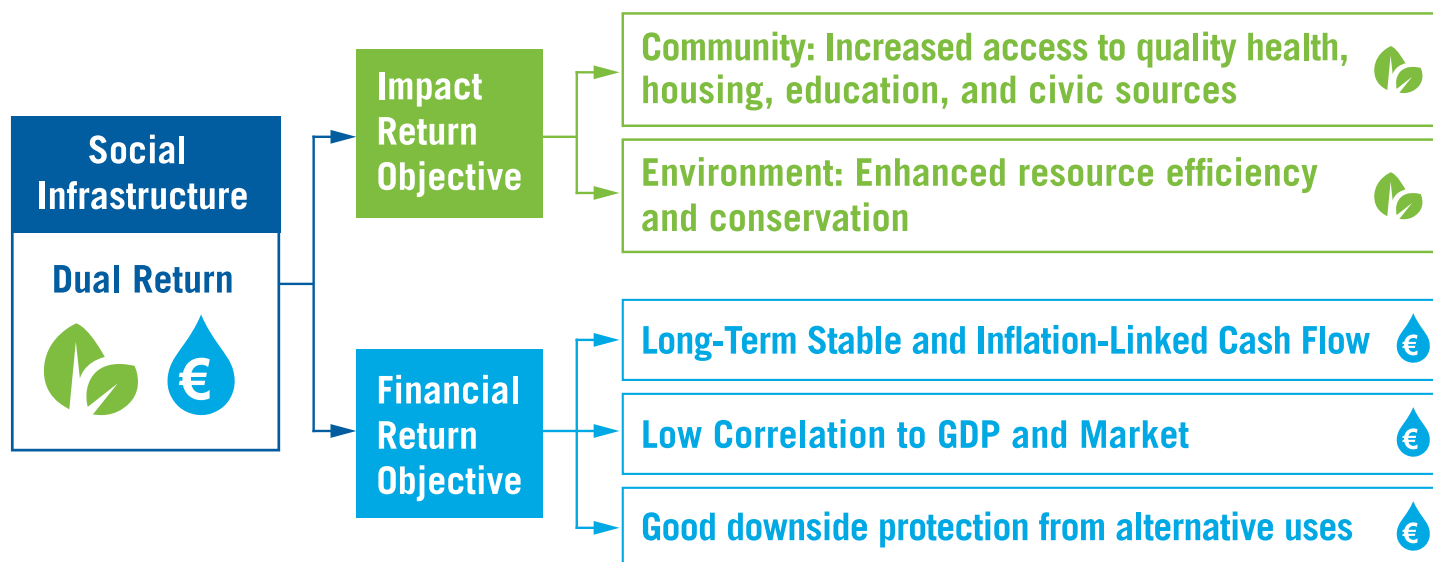 Social
Infrastructure
Dual Return
€
Impact
Return
Objective
Community: Increased access to quality health,
housing, education, and civic sources
Environment: Enhanced resource efficiency
and conservation
Financial
Return
Objective
Long-Term Stable and Inflation-Linked Cash Flow
€
Low Correlation to GDP and Market
€
Good downside protection from alternative uses
€